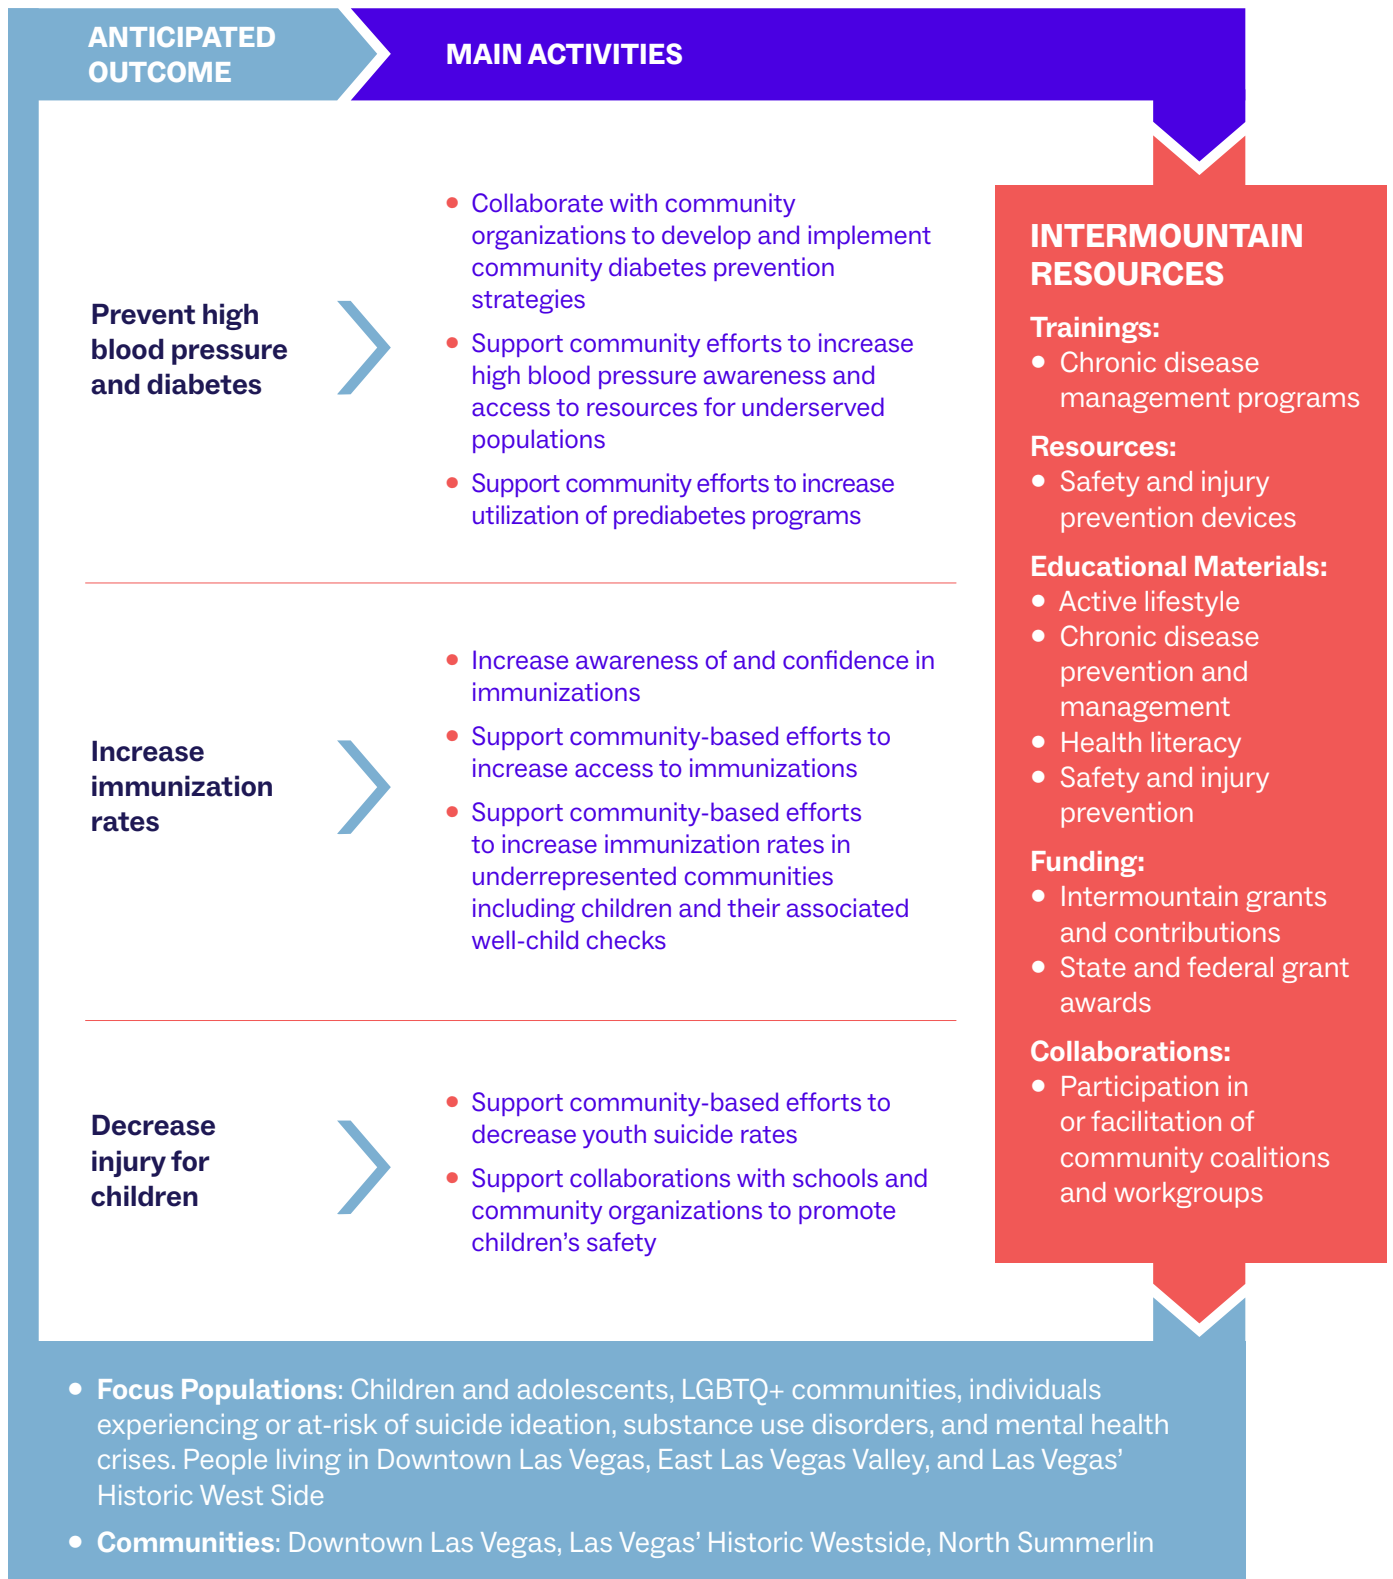 ANTICIPATED
OUTCOME
MAIN ACTIVITIES
Prevent high
blood pressure
and diabetes
• Collaborate with community
organizations to develop and implement
community diabetes prevention
strategies
• Support community efforts to increase
high blood pressure awareness and
access to resources for underserved
populations
• Support community efforts to increase
utilization of prediabetes programs
Increase
immunization
rates
• Increase awareness of and confidence in
immunizations
• Support community-based efforts to
increase access to immunizations
• Support community-based efforts
to increase immunization rates in
underrepresented communities
including children and their associated
well-child checks
Decrease
injury for
children
• Support community-based efforts to
decrease youth suicide rates
• Support collaborations with schools and
community organizations to promote
children’s safety
INTERMOUNTAIN
RESOURCES
Trainings:
• Chronic disease
management programs
Resources:
• Safety and injury
prevention devices
Educational Materials:
• Active lifestyle
• Chronic disease
prevention and
management
• Health literacy
• Safety and injury
prevention
Funding:
• Intermountain grants
and contributions
• State and federal grant
awards
Collaborations:
• Participation in
or facilitation of
community coalitions
and workgroups
• Focus Populations: Children and adolescents, LGBTQ+ communities, individuals
experiencing or at-risk of suicide ideation, substance use disorders, and mental health
crises. People living in Downtown Las Vegas, East Las Vegas Valley, and Las Vegas’
Historic West Side
• Communities: Downtown Las Vegas, Las Vegas’ Historic Westside, North Summerlin